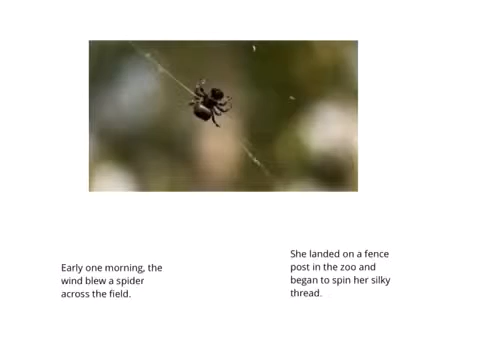 Early one morning, the
wind blew a spider
across the field.
She landed on a fence
post in the zoo and
began to spin her silky
thread.